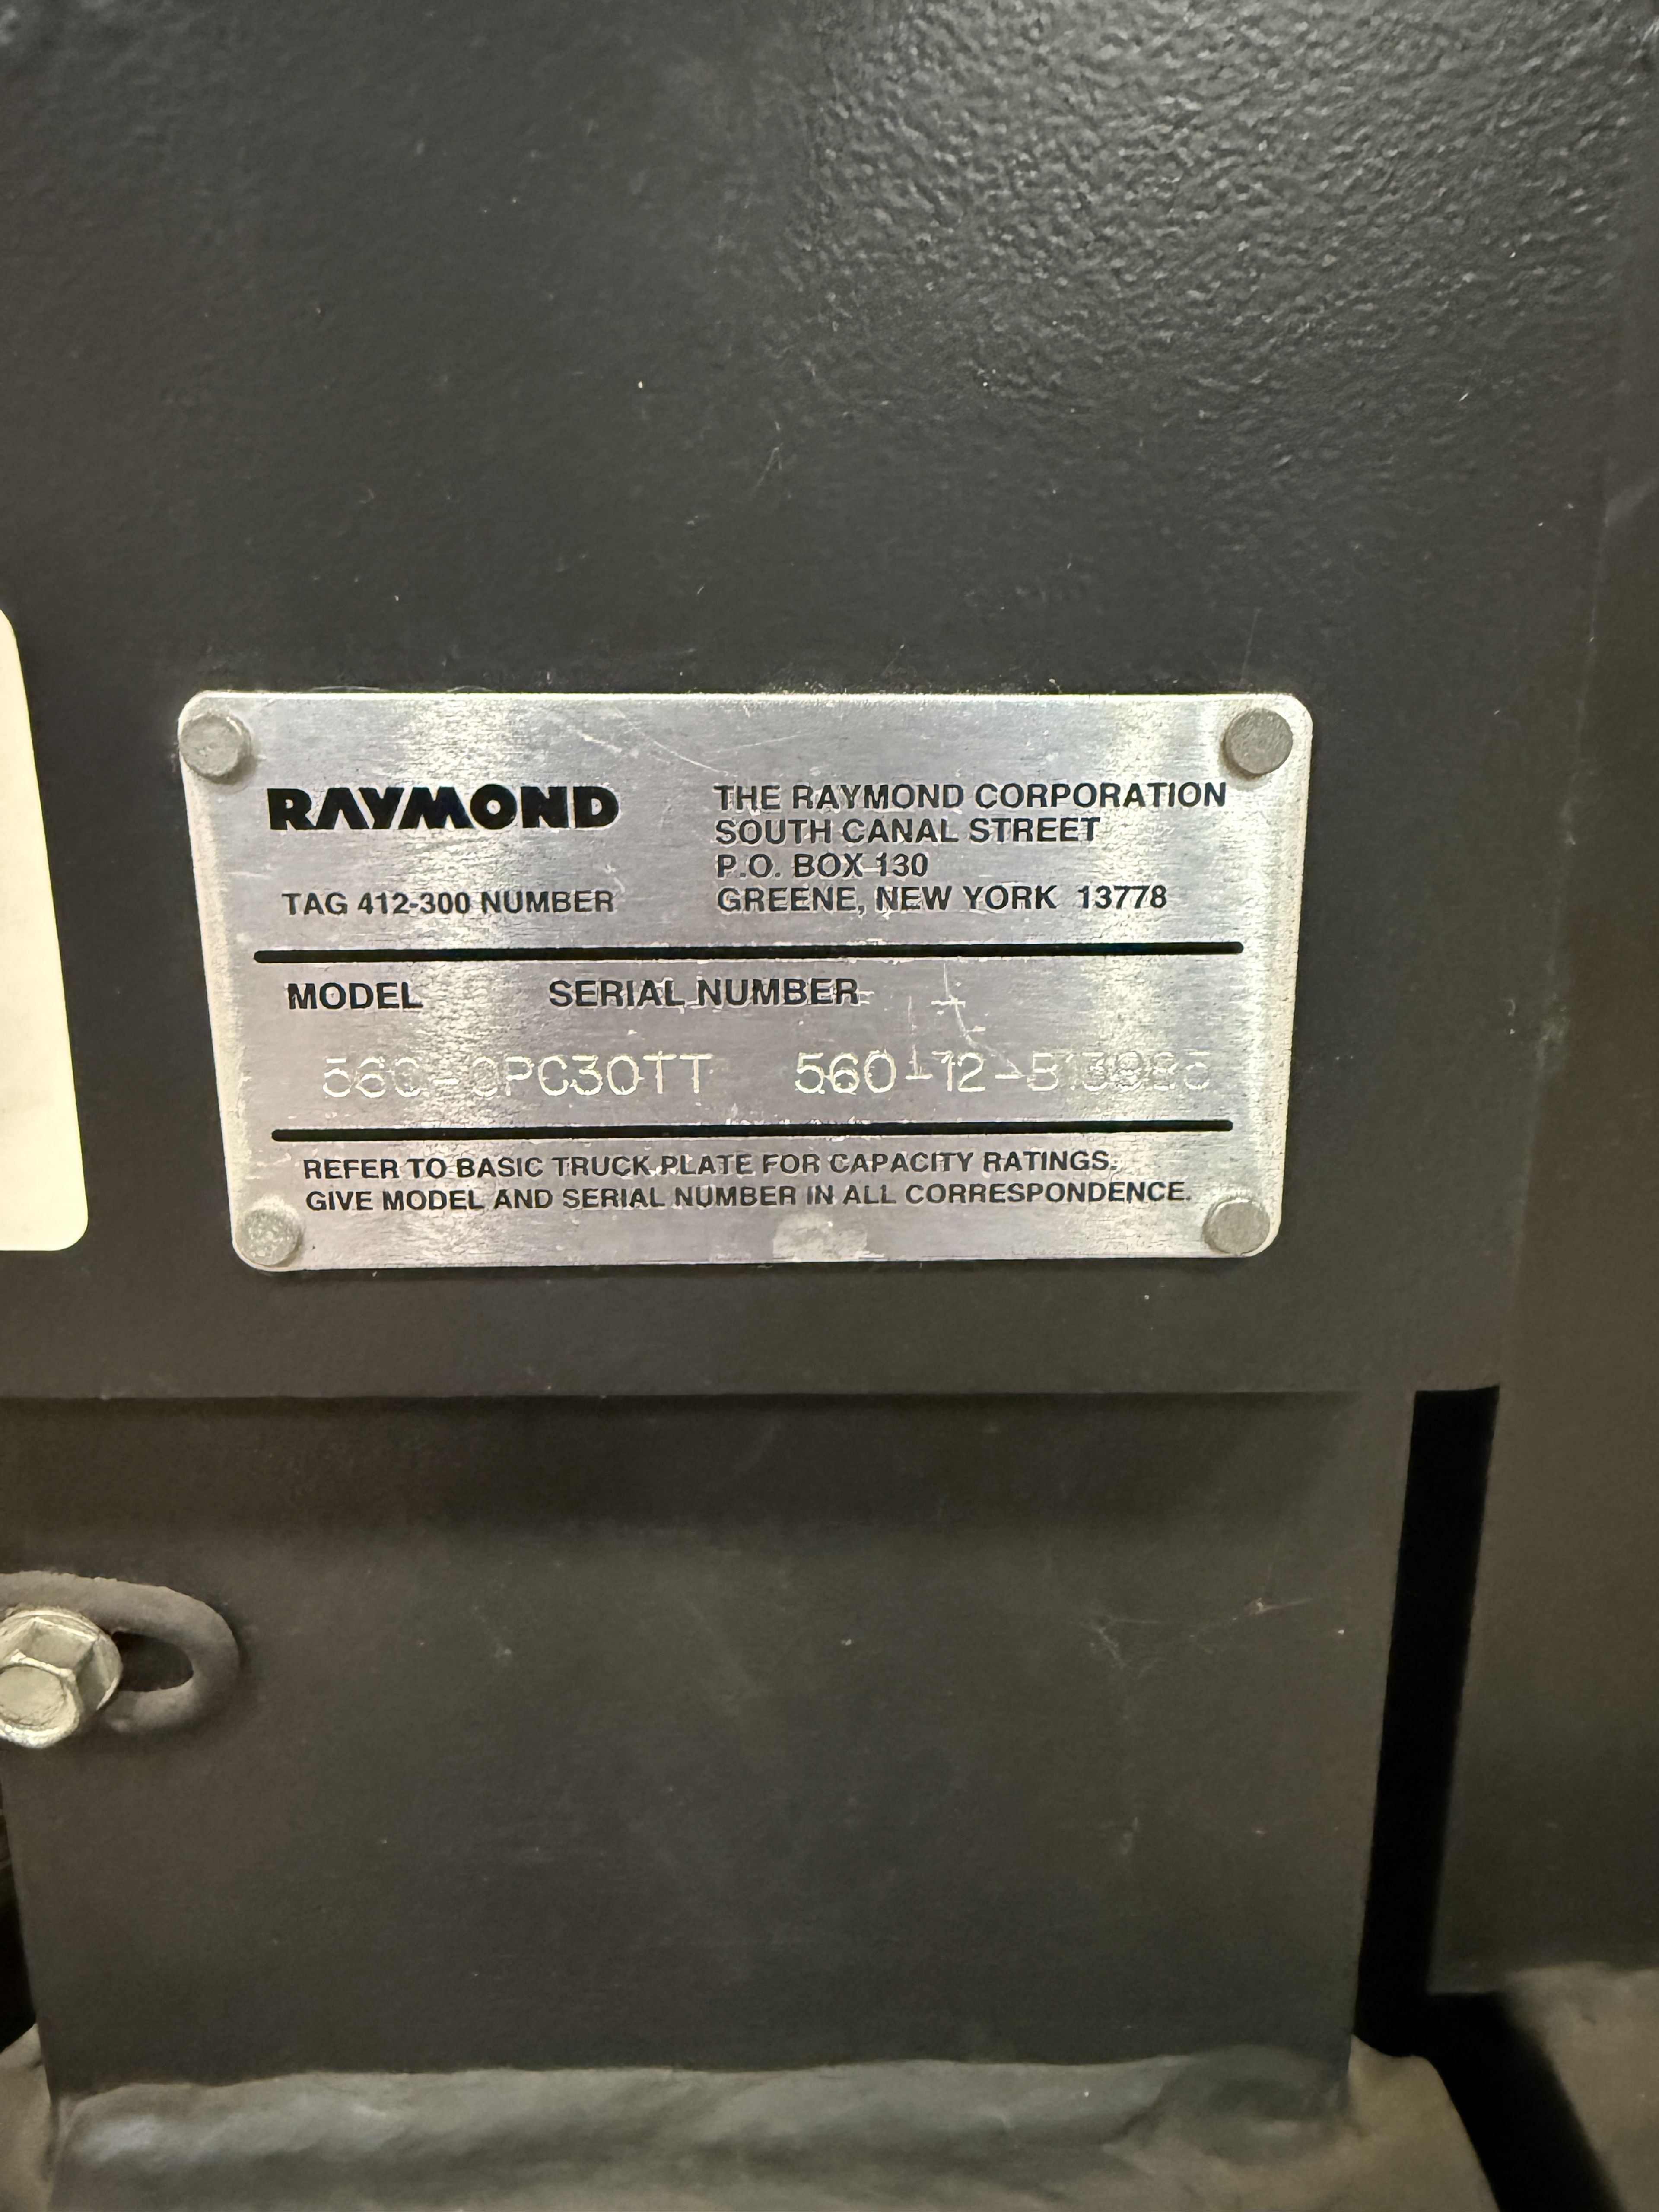 RAYMOND
TAG 412-300 NUMBER
THE RAYMOND CORPORATION
SOUTH CANAL STREET
P.O. BOX 130
GREENE, NEW YORK 13778
MODEL SERIAL NUMBER
560-OPC30TT
REFER TO BASIC TRUCK PLATE FOR CAPACITY RATINGS.
GIVE MODEL AND SERIAL NUMBER IN ALL CORRESPONDENCE.